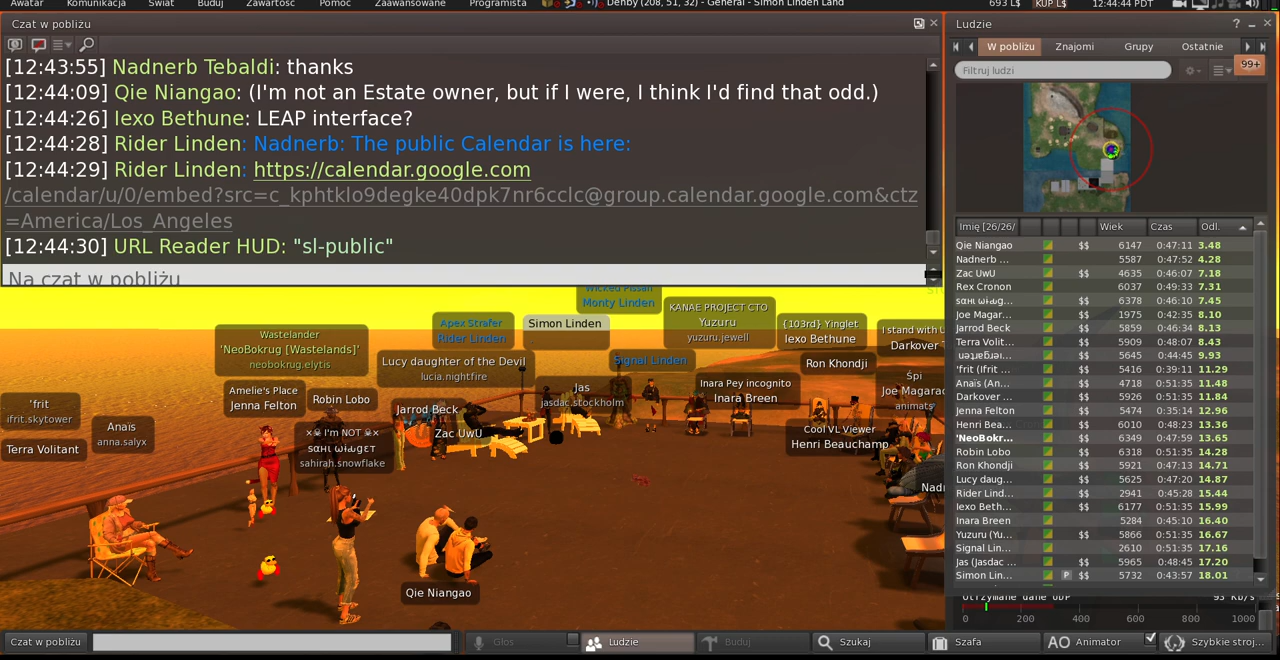 Awatar Komunikacja Świat Buduj Zawartość Pomoc Zaawansowane Programista Denby (208, 51, 32) - General - Simon Linden Land 693 L$ KUP L$ 12:44:44 PDT
Czat w pobliżu
[12:43:55] Nadnerb Tebaldi: thanks
[12:44:09] Qie Niangao: (I'm not an Estate owner, but if I were, I think I'd find that odd.)
[12:44:26] Iexo Bethune: LEAP interface?
[12:44:28] Rider Linden: Nadnerb: The public Calendar is here:
[12:44:29] Rider Linden: https://calendar.google.com
/calendar/u/0/embed?src=c_kphtklo9degke40dpk7nr6cclc@group.calendar.google.com&ctz
=America/Los_Angeles
[12:44:30] URL Reader HUD: "sl-public"
Na czat w pobliżu
Wicked Pissah
Monty Linden
Apex Strafer
Rider Linden
Simon Linden
KANAE PROJECT CTO
Yuzuru
yuzuru.jewell
{103rd} Yinglet
Iexo Bethune
I stand with U
Darkover T
Wastelander
'NeoBokrug [Wastelands]'
neobokrug.elytis
Lucy daughter of the Devil
lucia.nightfire
Signal Linden
Ron Khondji
Amelie's Place
Jenna Felton
Robin Lobo
Jas
jasdac.stockholm
Inara Pey incognito
Inara Breen
Śpi
Joe Magarac
animats
'frit
ifrit.skytower
Jarrod Beck
Anaïs
anna.salyx
Zac UwU
Cool VL Viewer
Henri Beauchamp
Terra Volitant
×☠ I'm NOT ☠×
sαнι ωιωgεт
sahirah.snowflake
Nadn
Qie Niangao
Ludzie
? _ ×
W pobliżu Znajomi Grupy Ostatnie
99+
Filtruj ludzi
Imię [26/26/ Wiek Czas Odl.
Qie Niangao $$ 6147 0:47:11 3.48
Nadnerb ... 5587 0:47:52 4.28
Zac UwU $$ 4635 0:46:07 7.18
Rex Cronon 6037 0:49:33 7.31
sαнι ωιωg... $$ 6378 0:46:10 7.45
Joe Magar... $$ 1975 0:42:35 8.10
Jarrod Beck $$ 5859 0:46:34 8.13
Terra Volit... $$ 5909 0:48:07 8.43
$$ 5645 0:44:45 9.93
'frit (Ifrit ... $$ 5416 0:39:11 11.29
Anaïs (An... $$ 4718 0:51:35 11.48
Darkover ... $$ 5926 0:51:35 11.84
Jenna Felton $$ 5474 0:35:14 12.96
Henri Bea... $$ 6010 0:48:23 13.36
'NeoBokr... $$ 6349 0:47:59 13.65
Robin Lobo $$ 6318 0:51:35 14.28
Ron Khondji $$ 5921 0:47:13 14.71
Lucy daug... $$ 5625 0:47:20 14.87
Rider Lind... $$ 2941 0:45:28 15.44
Iexo Beth... $$ 6177 0:51:35 15.99
Inara Breen 5284 0:45:10 16.40
Yuzuru (Yu... $$ 5866 0:51:35 16.67
Signal Lin... 2610 0:51:35 17.16
Jas (Jasdac ... $$ 5965 0:48:45 17.20
Simon Lin... P $$ 5732 0:43:57 18.01
Otrzymane dane UDP 93 Kb/s
0 200 400 600 800 1000
Czat w pobliżu Głos Ludzie Buduj Szukaj Szafa AO Animator Szybkie stroj...